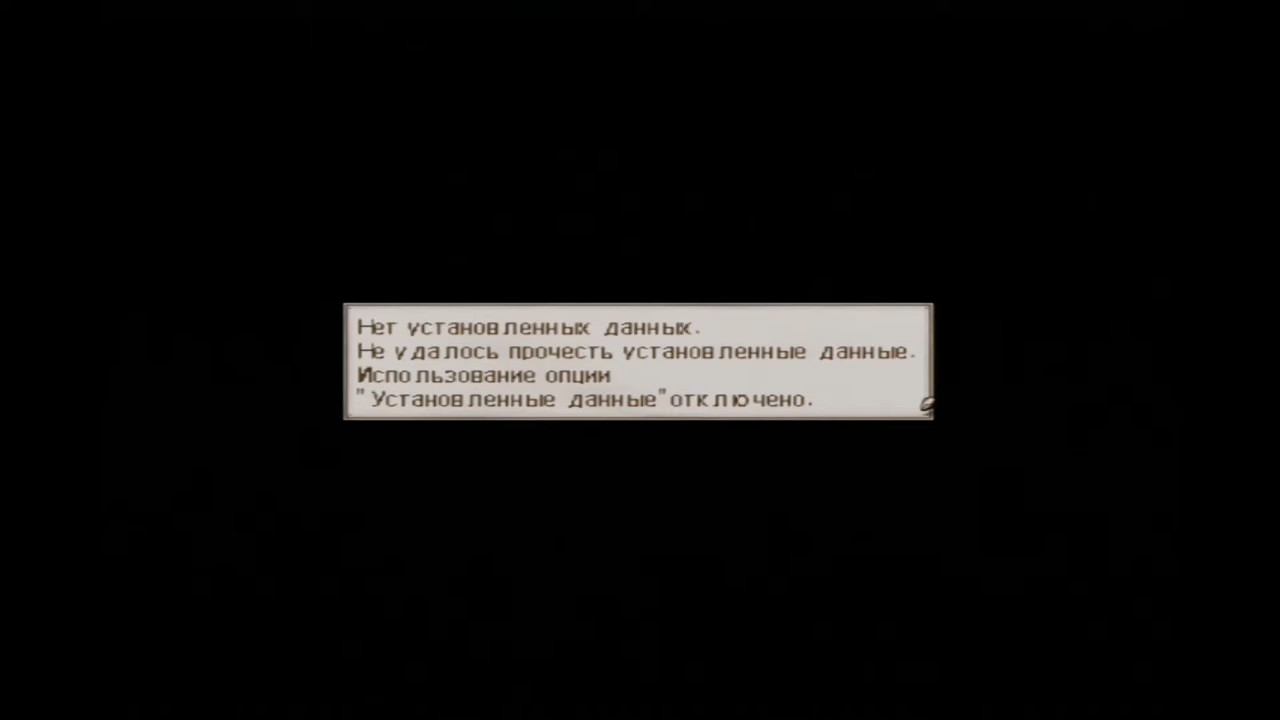 Нет установленных данных.
Не удалось прочесть установленные данные.
Использование опции
"Установленные данные"отключено.